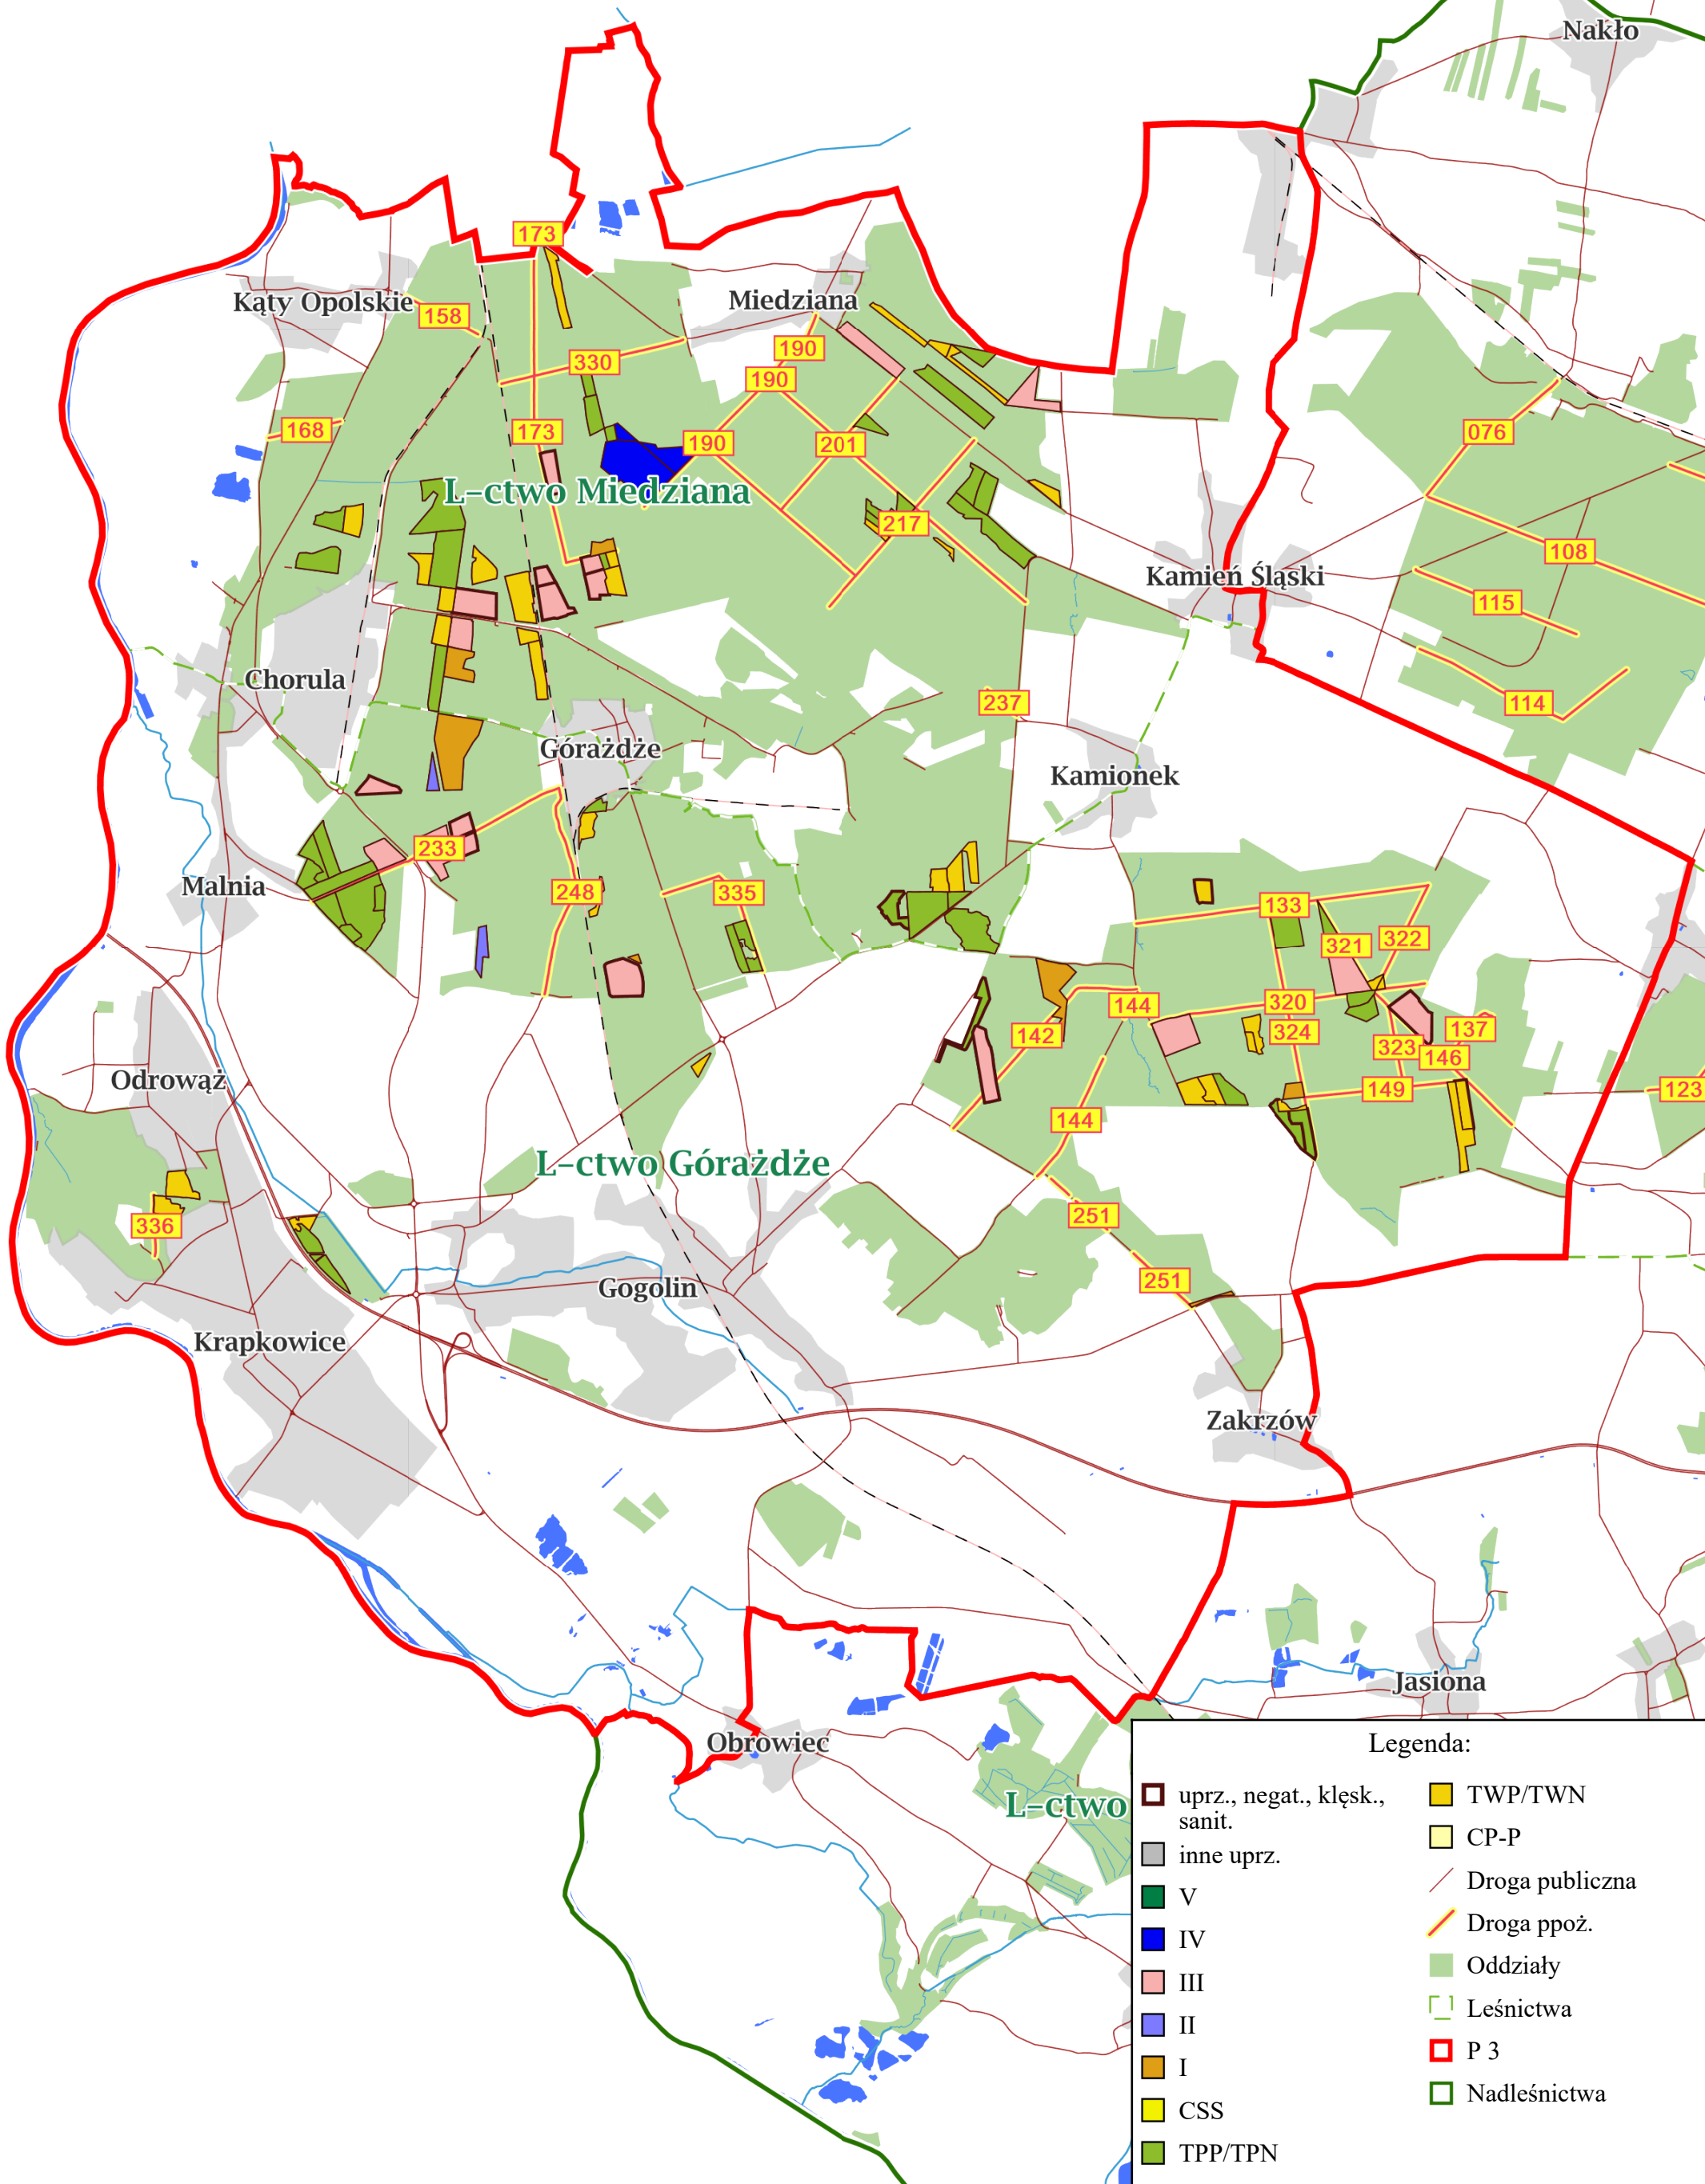 Nakło
173
Kąty Opolskie
Miedziana
158
190
330
190
168
173
190
201
076
L–ctwo Miedziana
217
108
Kamień Śląski
115
Chorula
237
114
Górażdże
Kamionek
233
Malnia
248
335
133
321
322
320
144
142
324
137
323
146
Odrowąż
149
123
144
L–ctwo Górażdże
251
336
251
Gogolin
Krapkowice
Zakrzów
Jasiona
Obrowiec
L–ctwo
Legenda:
uprz., negat., klęsk.,
sanit.
inne uprz.
V
IV
III
II
I
CSS
TPP/TPN
TWP/TWN
CP-P
Droga publiczna
Droga ppoż.
Oddziały
Leśnictwa
P 3
Nadleśnictwa